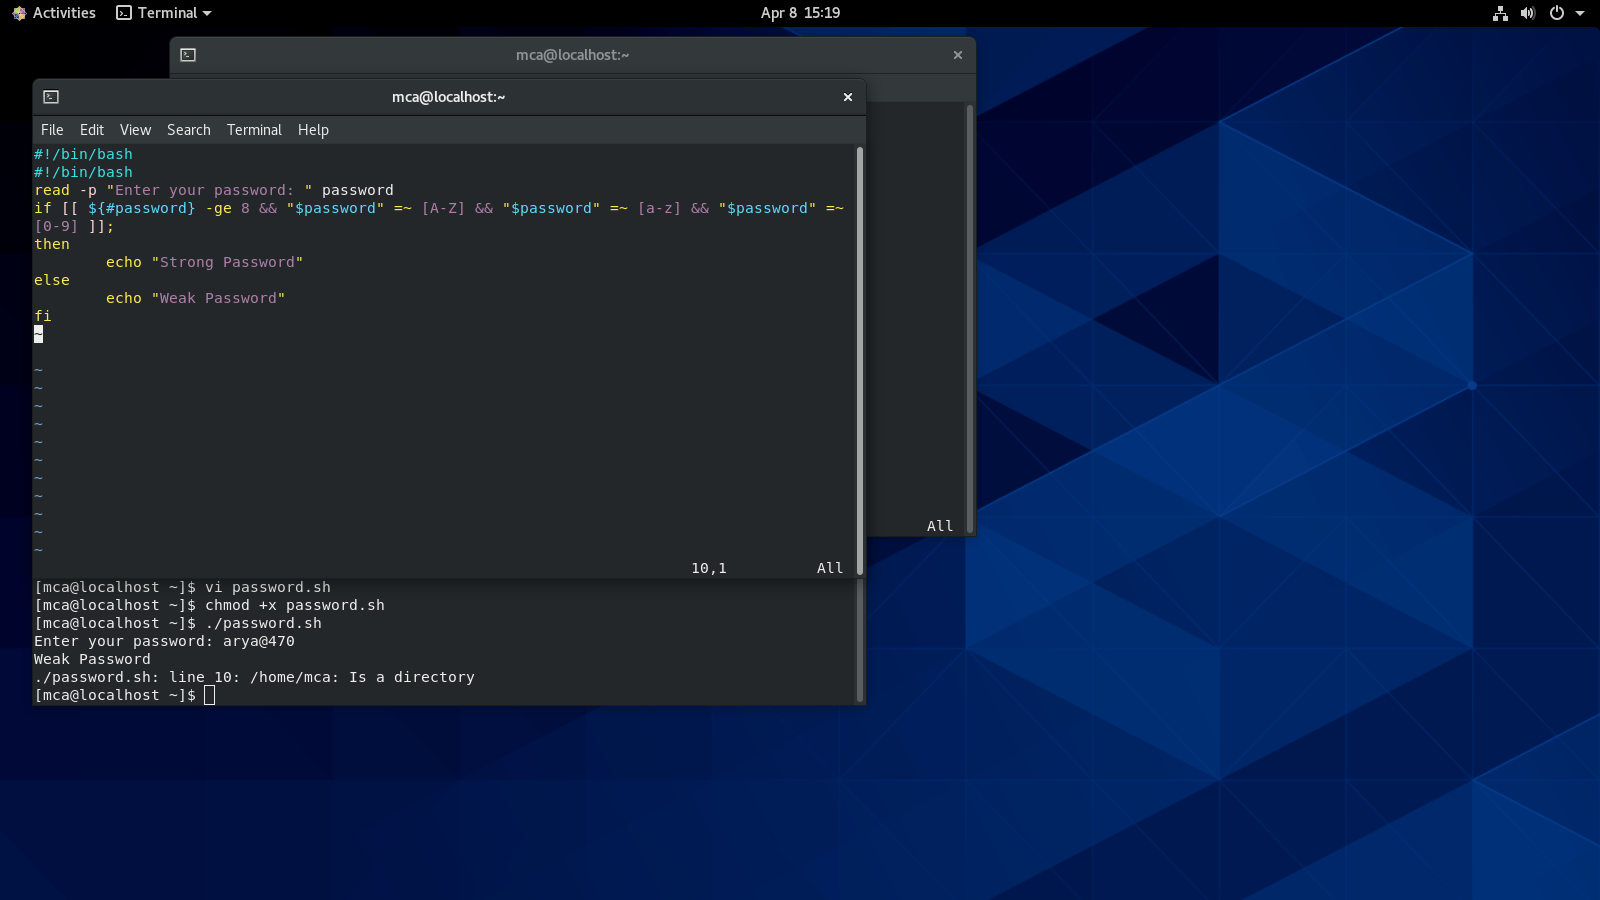 Activities Terminal Apr 8 15:19
mca@localhost:~
mca@localhost:~
File Edit View Search Terminal Help
#!/bin/bash
#!/bin/bash
read -p "Enter your password: " password
if [[ ${#password} -ge 8 && "$password" =~ [A-Z] && "$password" =~ [a-z] && "$password" =~
[0-9] ]];
then
        echo "Strong Password"
else
        echo "Weak Password"
fi
~
~
~
~
~
~
~
~
~
~
~
~
All
10,1 All
[mca@localhost ~]$ vi password.sh
[mca@localhost ~]$ chmod +x password.sh
[mca@localhost ~]$ ./password.sh
Enter your password: arya@470
Weak Password
./password.sh: line 10: /home/mca: Is a directory
[mca@localhost ~]$